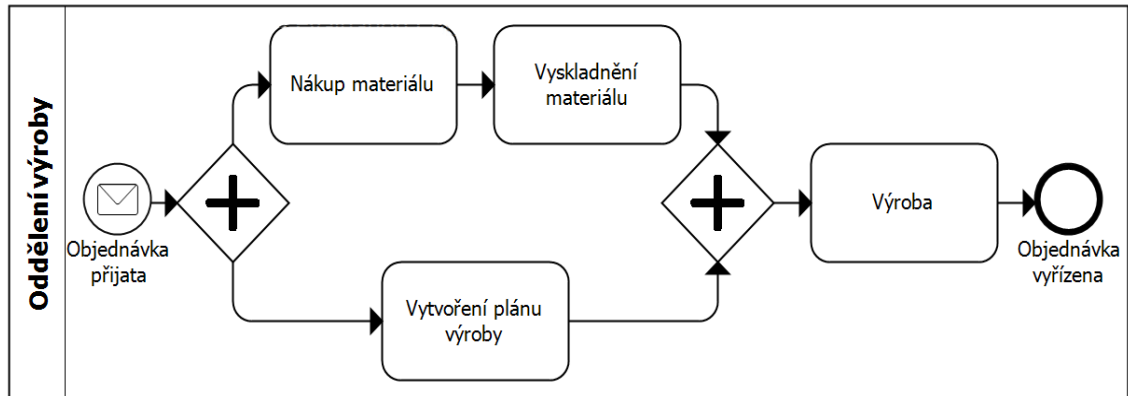 Oddělení výroby
Objednávka
přijata
Nákup materiálu
Vyskladnění
materiálu
Vytvoření plánu
výroby
Výroba
Objednávka
vyřízena